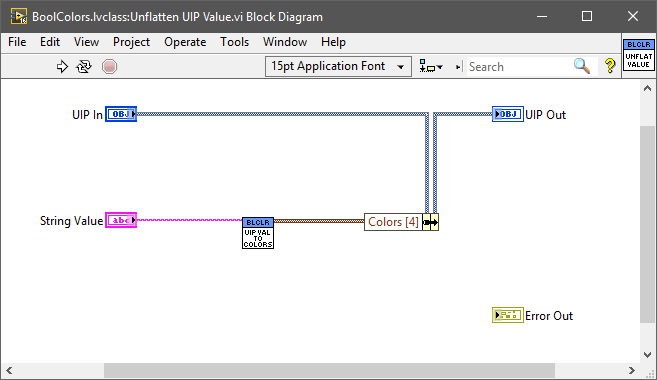 BoolColors.lvclass:Unflatten UIP Value.vi Block Diagram
File Edit View Project Operate Tools Window Help
15pt Application Font
Search
BLCLR
UNFLAT
VALUE
UIP In
OBJ
OBJ
UIP Out
String Value
abc
BLCLR
UIP VAL
TO
COLORS
Colors [4]
Error Out